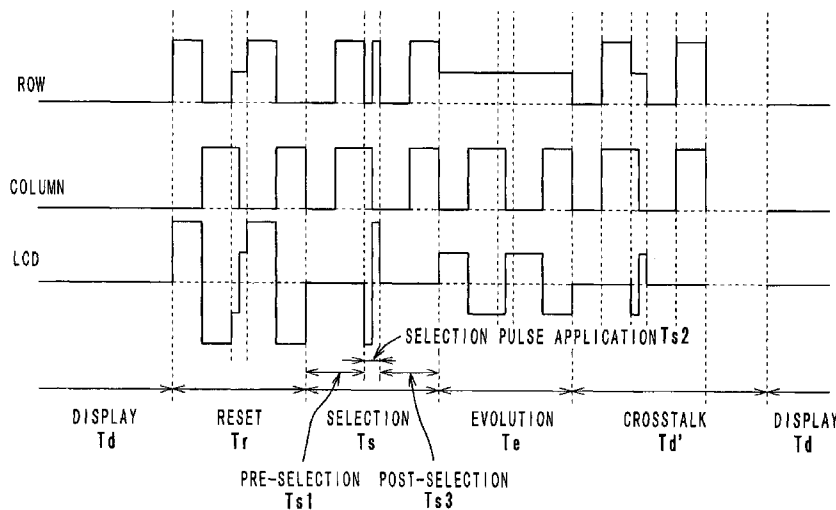 ROW
COLUMN
LCD
SELECTION PULSE APPLICATION Ts2
DISPLAY RESET SELECTION EVOLUTION CROSSTALK DISPLAY
Td Tr Ts Te Td' Td
PRE-SELECTION POST-SELECTION
Ts1 Ts3